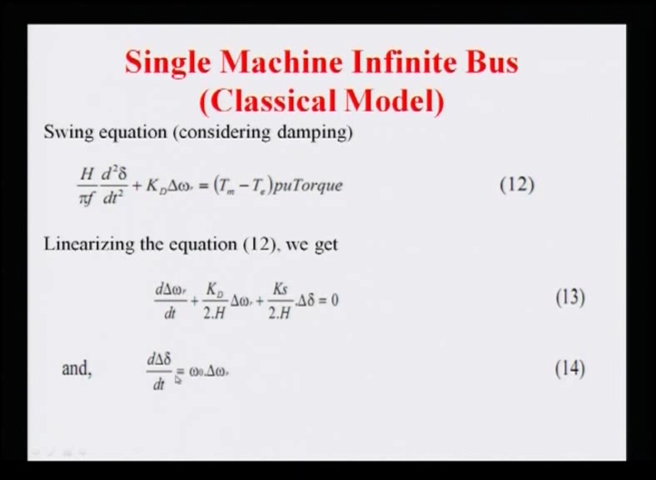 Single Machine Infinite Bus
(Classical Model)
Swing equation (considering damping)
H/πf d²δ/dt² + K_D Δω_r = (T_m − T_e) puTorque (12)
Linearizing the equation (12), we get
dΔω_r/dt + K_D/2.H Δω_r + Ks/2.H .Δδ = 0 (13)
and, dΔδ/dt = ω₀.Δω_r (14)